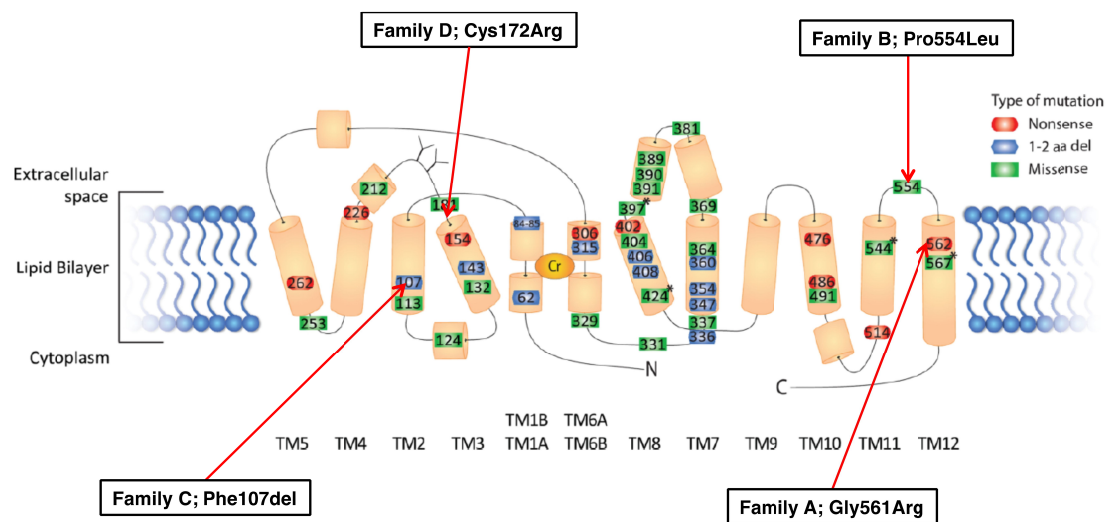 Family D; Cys172Arg
Family B; Pro554Leu
Type of mutation
Nonsense
1-2 aa del
Missense
Extracellular
space
Lipid Bilayer
Cytoplasm
381
389
390
391
212
181
397*
369
554
226
84-85
154
306
315
402
404
406
408
364
360
476
544*
562
567*
Cr
262
107
143
132
113
62
424*
354
347
486
491
253
124
329
331
337
336
514
N
C
TM1B TM6A
TM5 TM4 TM2 TM3 TM1A TM6B TM8 TM7 TM9 TM10 TM11 TM12
Family C; Phe107del
Family A; Gly561Arg